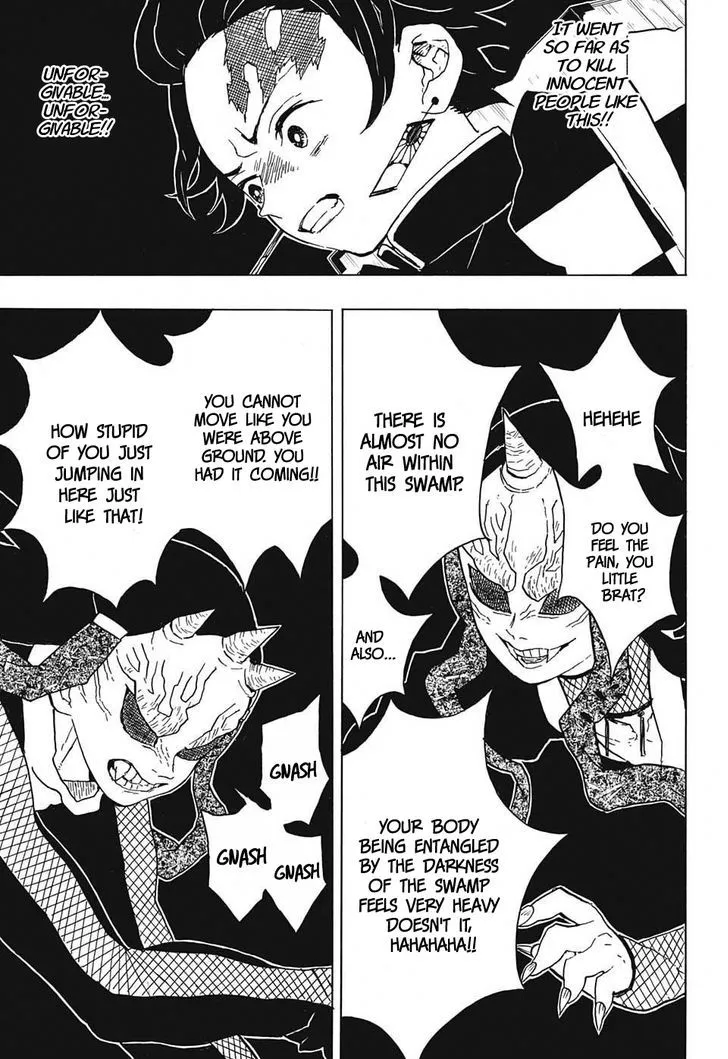 IT WENT
SO FAR AS
TO KILL
INNOCENT
PEOPLE LIKE
THIS!!
UNFOR-
GIVABLE...
UNFOR-
GIVABLE!!
HEHEHE
DO YOU
FEEL THE
PAIN, YOU
LITTLE
BRAT?
THERE IS
ALMOST NO
AIR WITHIN
THIS SWAMP.
AND
ALSO...
YOUR BODY
BEING ENTANGLED
BY THE DARKNESS
OF THE SWAMP
FEELS VERY HEAVY
DOESN'T IT,
HAHAHAHA!!
YOU CANNOT
MOVE LIKE YOU
WERE ABOVE
GROUND. YOU
HAD IT COMING!!
HOW STUPID
OF YOU JUST
JUMPING IN
HERE JUST
LIKE THAT!
GNASH
GNASH
GNASH